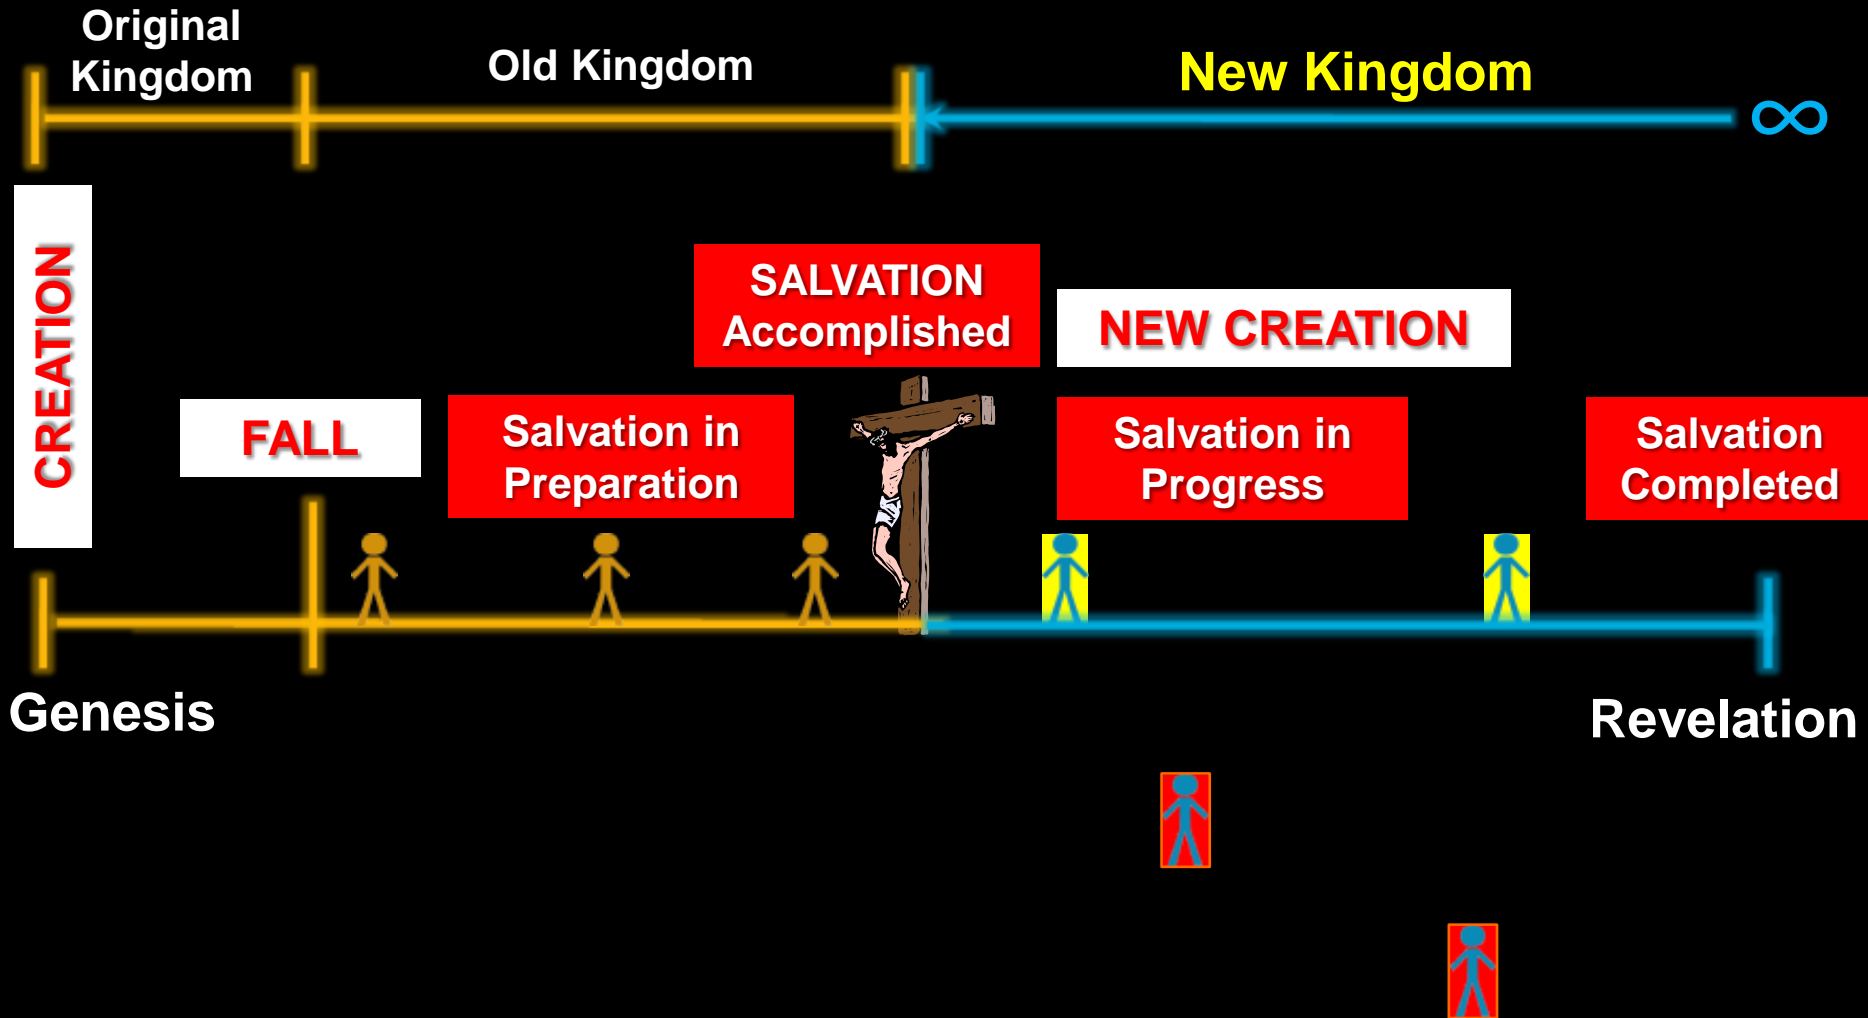 Original
Kingdom
Old Kingdom
New Kingdom
∞
CREATION
SALVATION
Accomplished
NEW CREATION
FALL
Salvation in
Preparation
Salvation in
Progress
Salvation
Completed
Genesis
Revelation